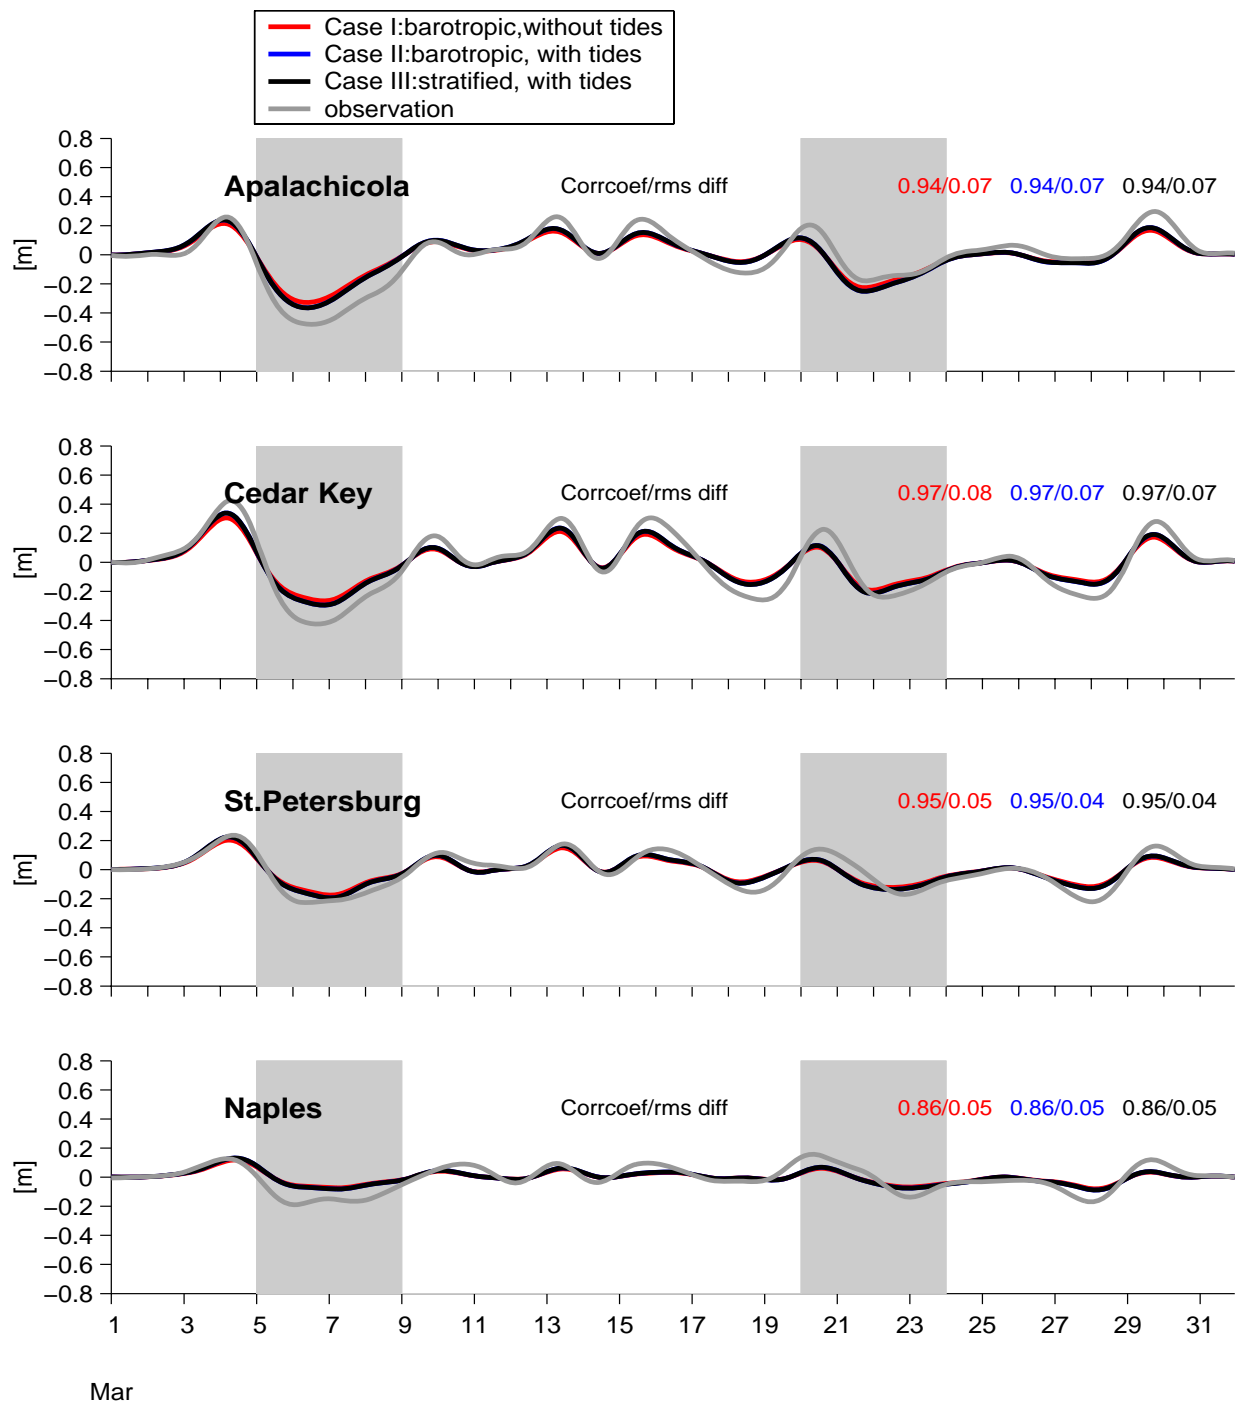 Case I:barotropic,without tides
Case II:barotropic, with tides
Case III:stratified, with tides
observation
0.8
0.6
0.4
0.2
0
−0.2
−0.4
−0.6
−0.8
[m]
Apalachicola Corrcoef/rms diff 0.94/0.07 0.94/0.07 0.94/0.07
0.8
0.6
0.4
0.2
0
−0.2
−0.4
−0.6
−0.8
[m]
Cedar Key Corrcoef/rms diff 0.97/0.08 0.97/0.07 0.97/0.07
0.8
0.6
0.4
0.2
0
−0.2
−0.4
−0.6
−0.8
[m]
St.Petersburg Corrcoef/rms diff 0.95/0.05 0.95/0.04 0.95/0.04
0.8
0.6
0.4
0.2
0
−0.2
−0.4
−0.6
−0.8
[m]
Naples Corrcoef/rms diff 0.86/0.05 0.86/0.05 0.86/0.05
1 3 5 7 9 11 13 15 17 19 21 23 25 27 29 31
Mar